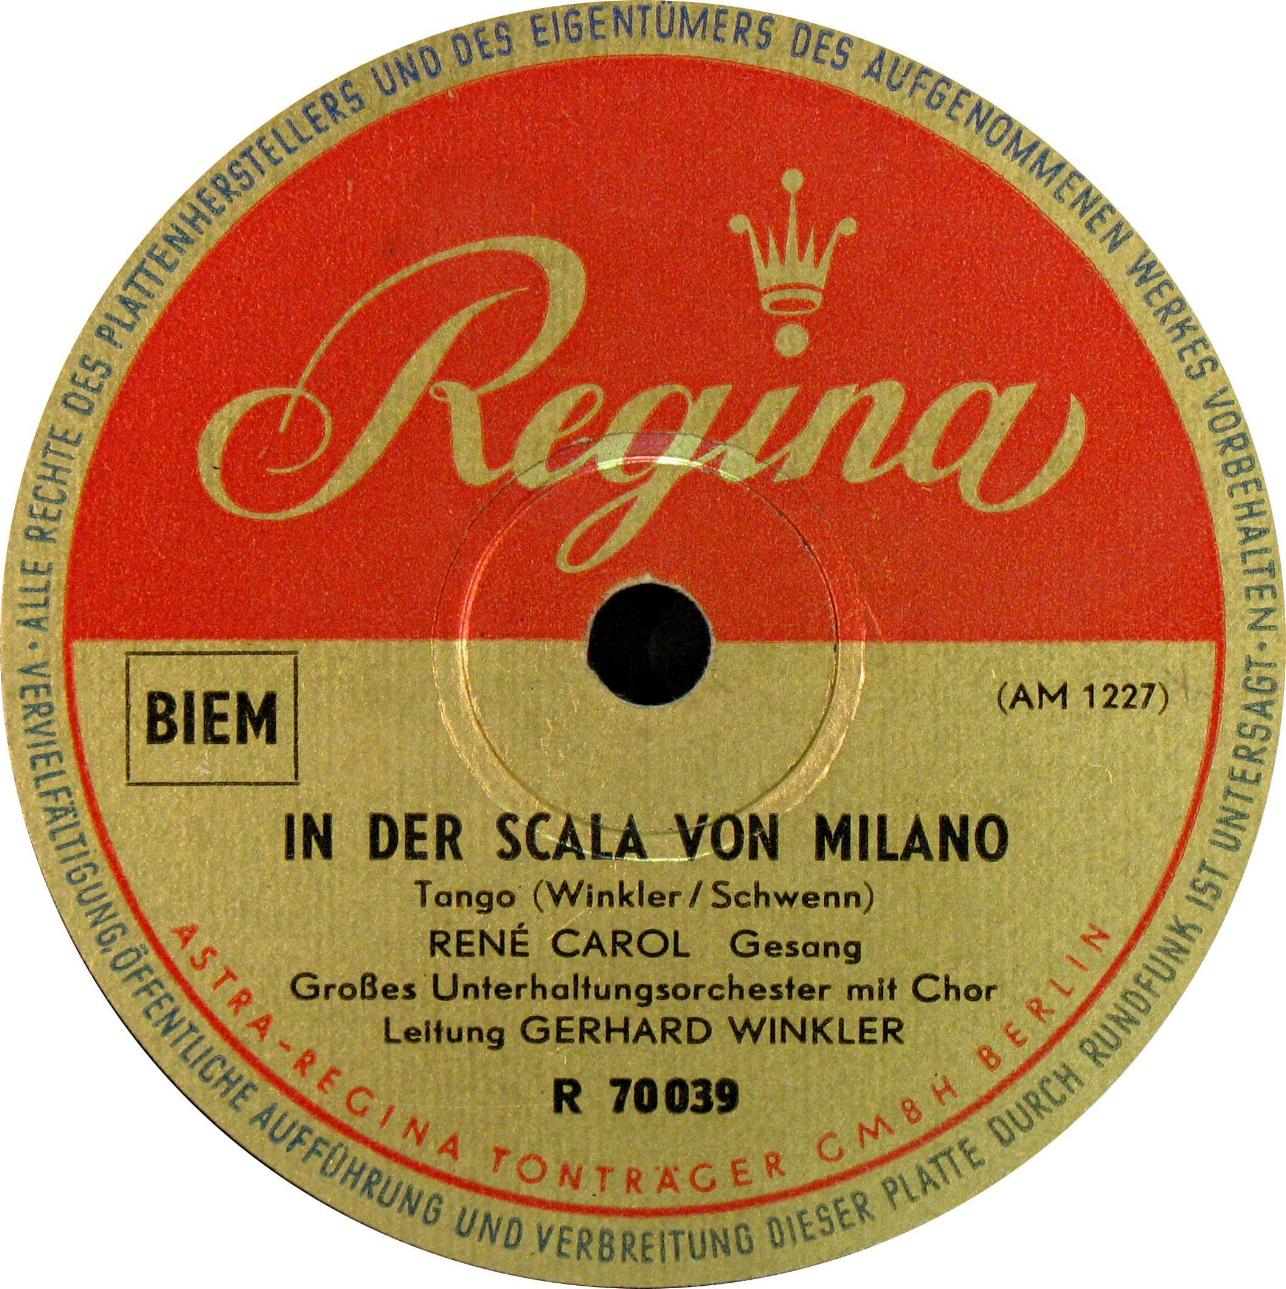 ALLE RECHTE DES PLATTENHERSTELLERS UND DES EIGENTÜMERS DES AUFGENOMMENEN WERKES VORBEHALTEN ·
Regina
BIEM
(AM 1227)
IN DER SCALA VON MILANO
Tango (Winkler/Schwenn)
RENÉ CAROL Gesang
Großes Unterhaltungsorchester mit Chor
Leitung GERHARD WINKLER
R 70039
ASTRA-REGINA TONTRÄGER GMBH BERLIN
VERVIELFÄLTIGUNG, ÖFFENTLICHE AUFFÜHRUNG UND VERBREITUNG DIESER PLATTE DURCH RUNDFUNK IST UNTERSAGT ·